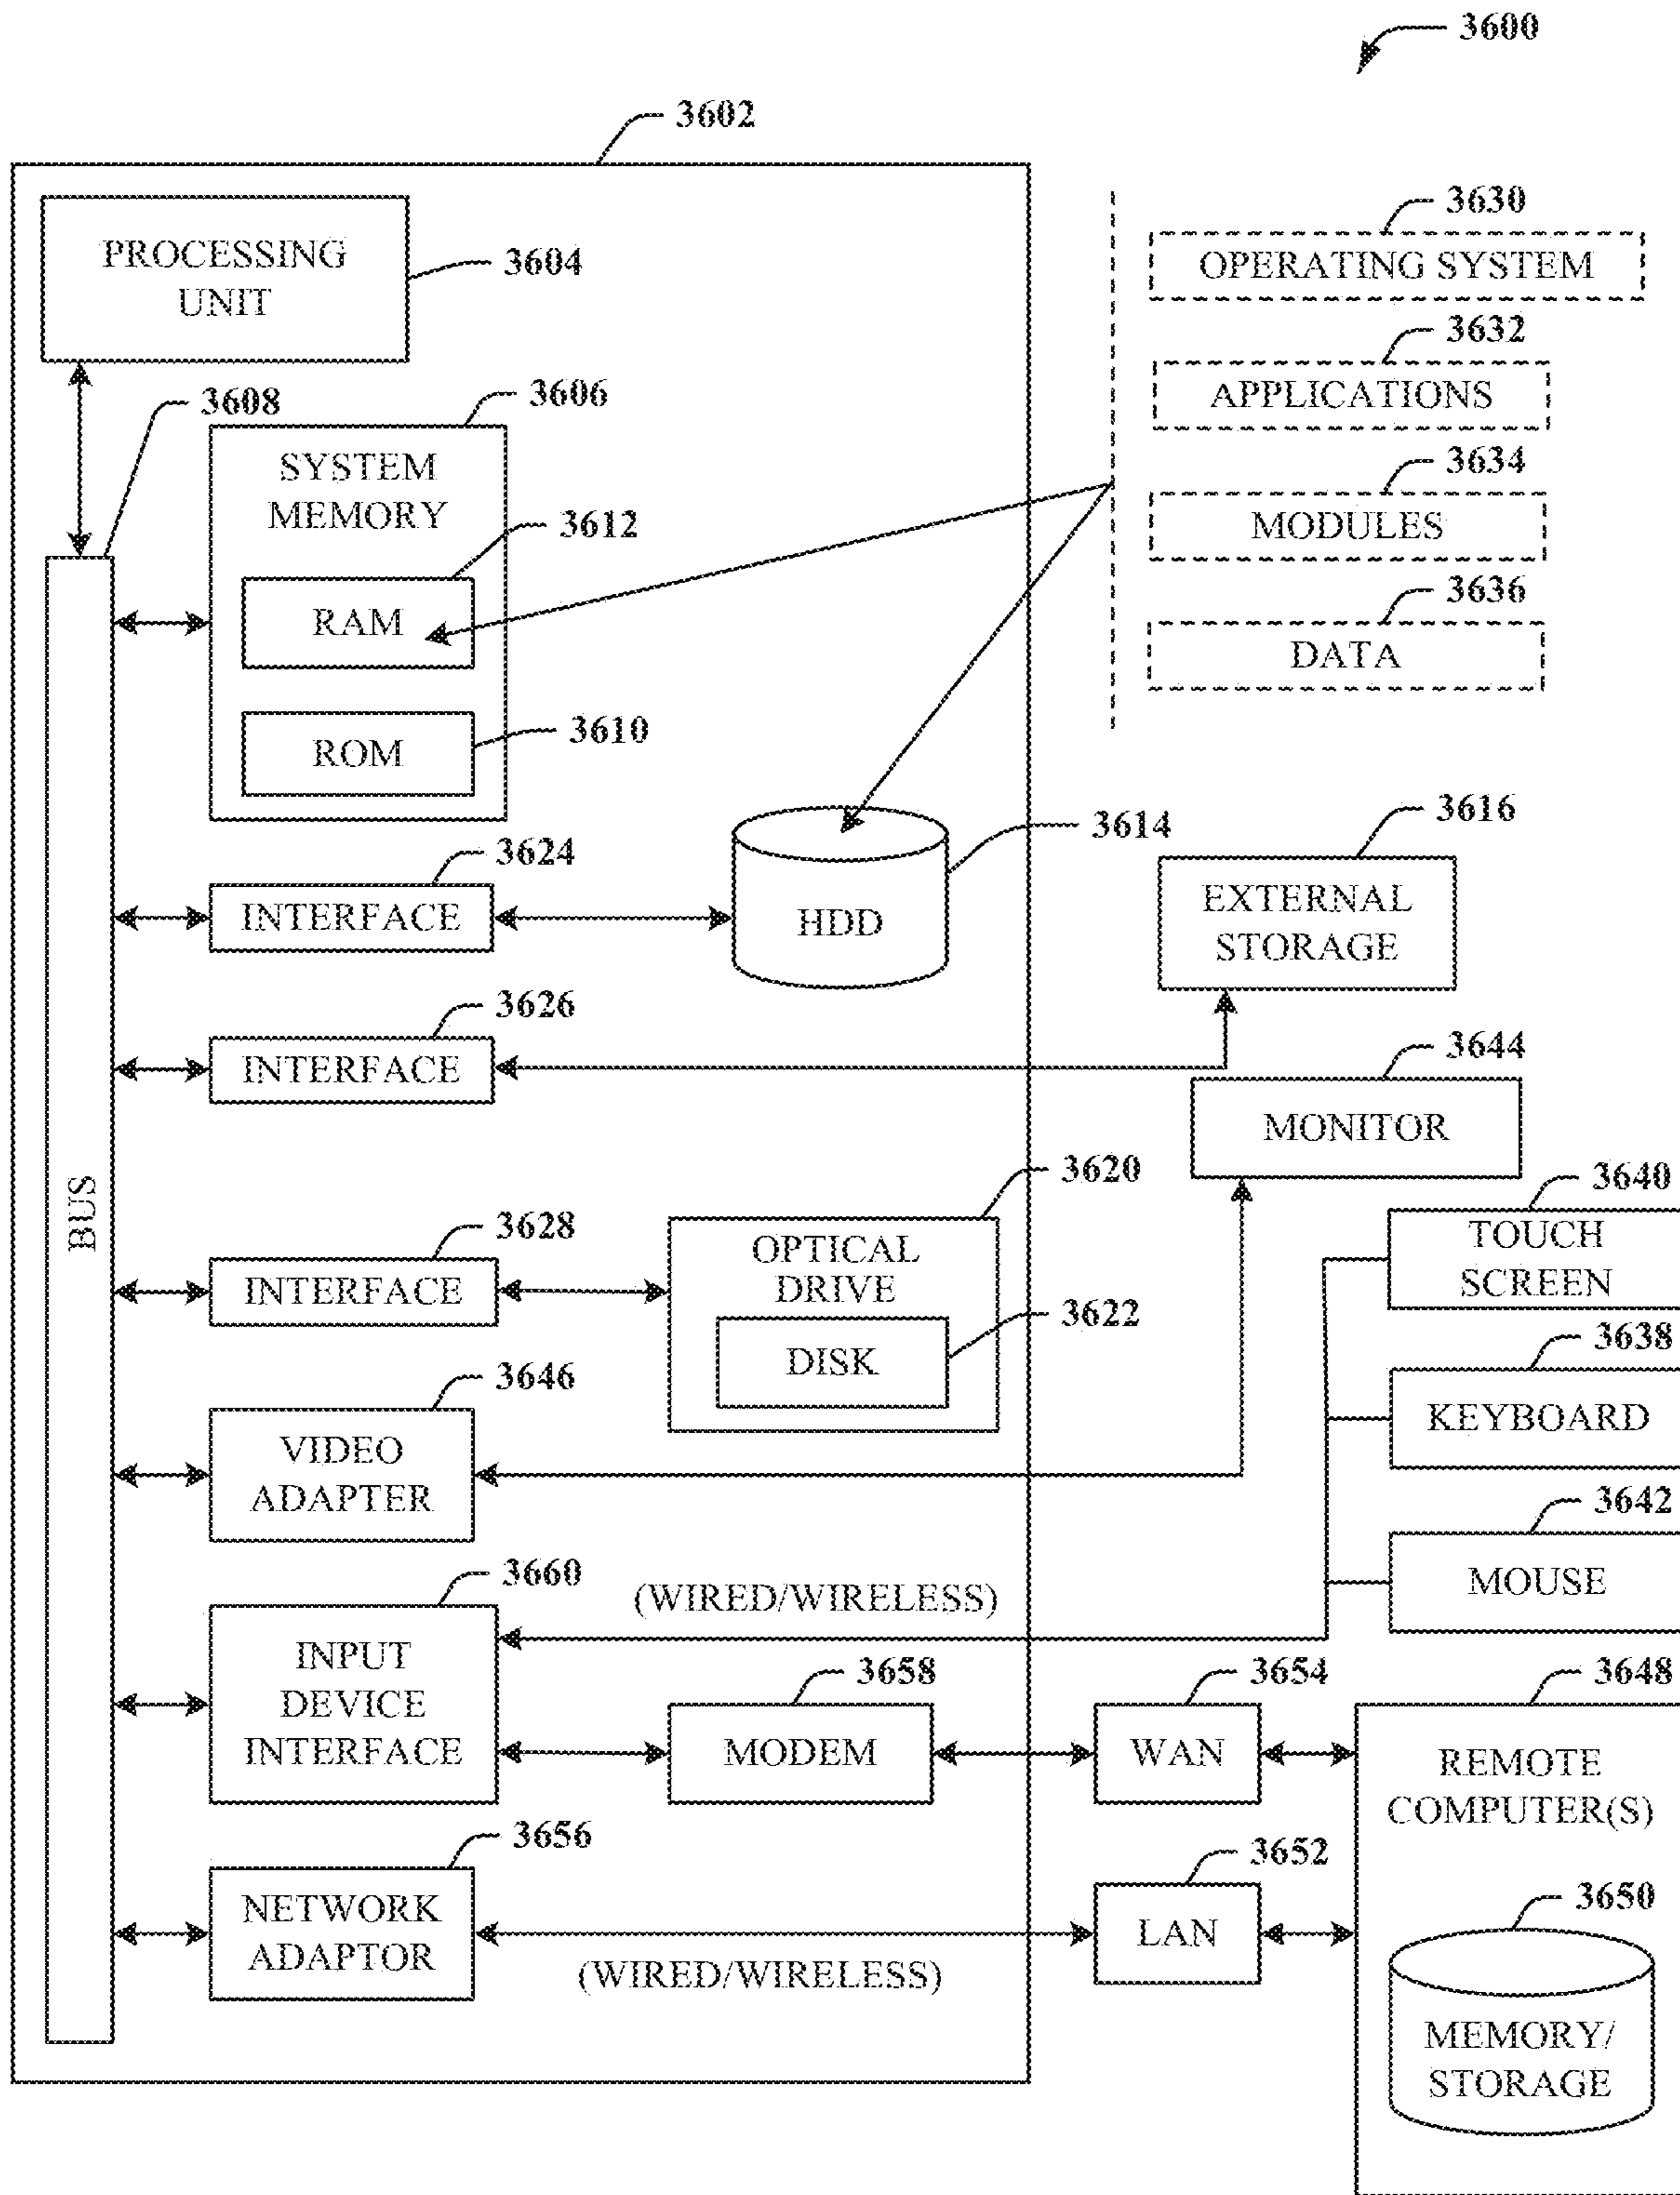 3600
3602
PROCESSING
UNIT
3604
3630
OPERATING SYSTEM
3632
APPLICATIONS
3634
MODULES
3636
DATA
3608
3606
SYSTEM
MEMORY
3612
RAM
3610
ROM
3624
INTERFACE
3614
HDD
3616
EXTERNAL
STORAGE
3626
INTERFACE
3644
MONITOR
BUS
3620
OPTICAL
DRIVE
3622
DISK
3628
INTERFACE
3640
TOUCH
SCREEN
3638
KEYBOARD
3646
VIDEO
ADAPTER
3642
MOUSE
3660
INPUT
DEVICE
INTERFACE
(WIRED/WIRELESS)
3658
MODEM
3654
WAN
3648
REMOTE
COMPUTER(S)
3656
NETWORK
ADAPTOR
(WIRED/WIRELESS)
3652
LAN
3650
MEMORY/
STORAGE